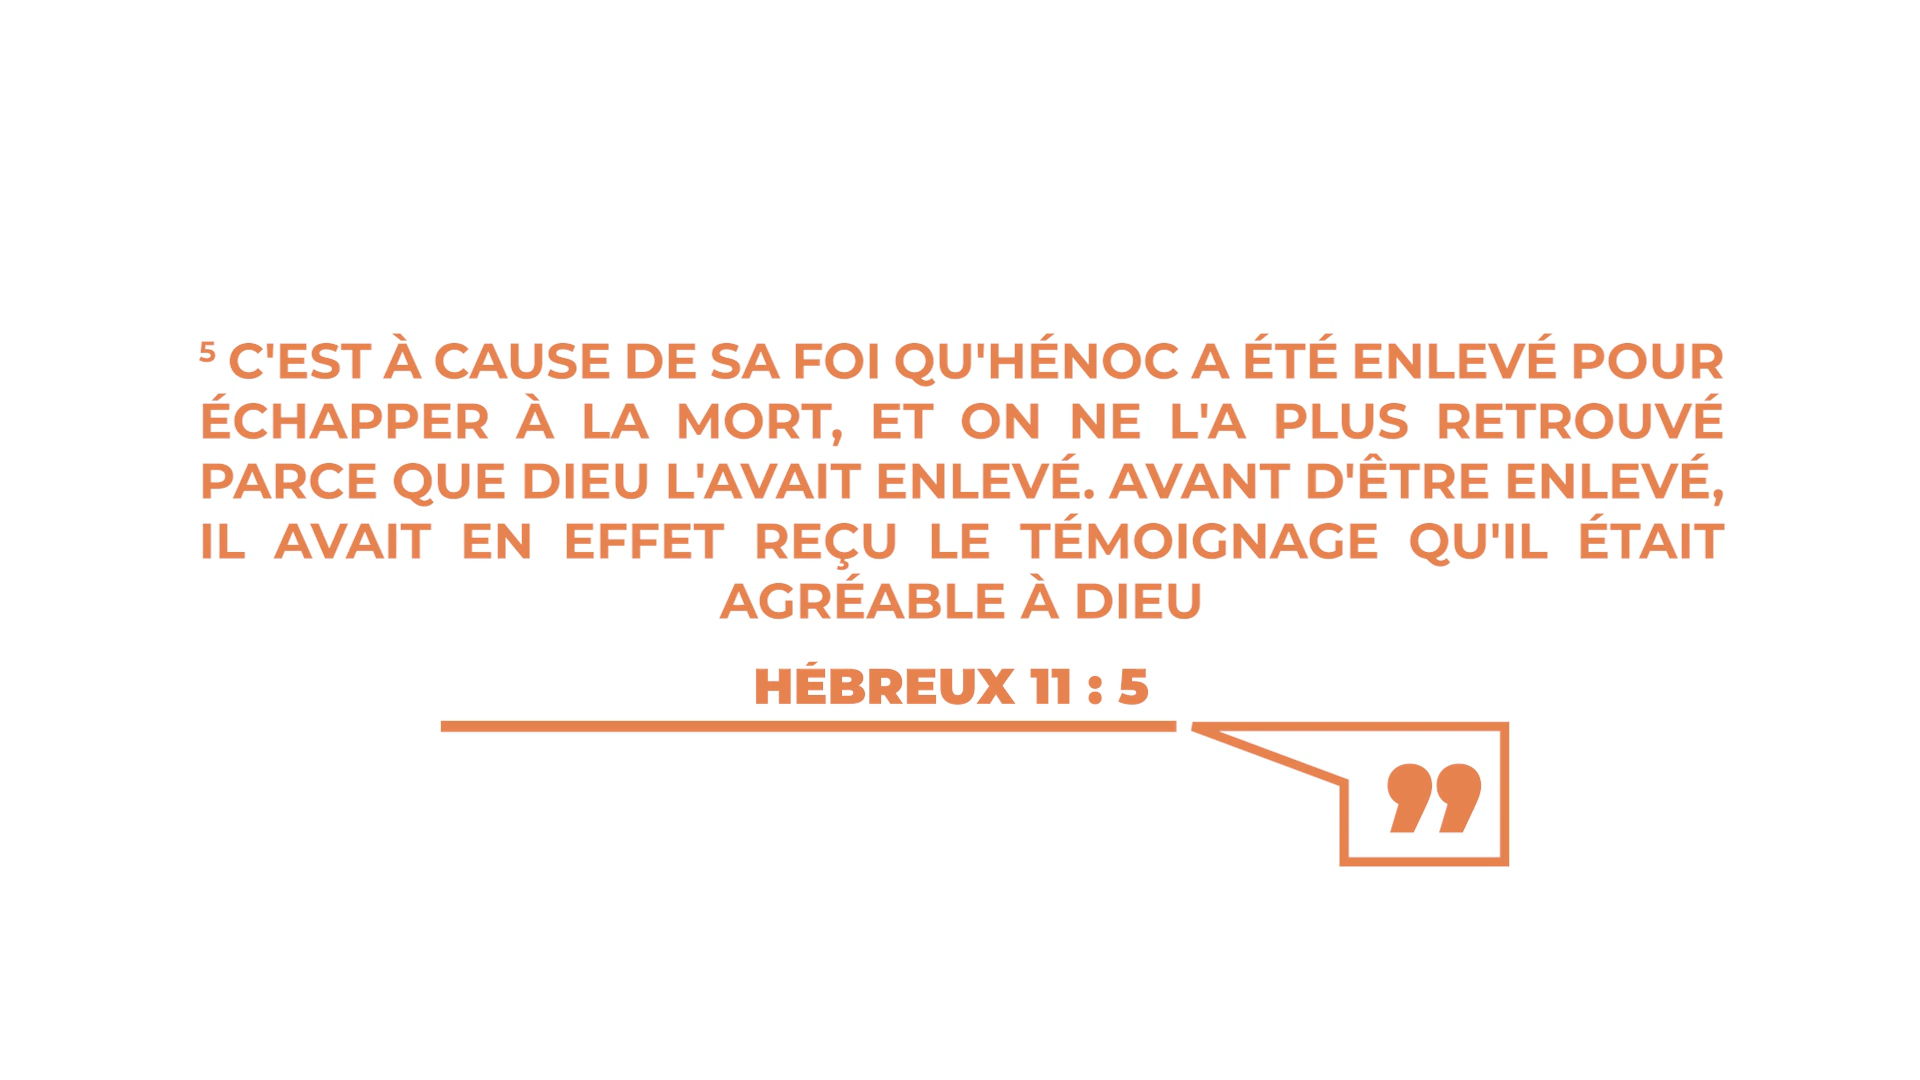 ⁵ C'EST À CAUSE DE SA FOI QU'HÉNOC A ÉTÉ ENLEVÉ POUR
ÉCHAPPER À LA MORT, ET ON NE L'A PLUS RETROUVÉ
PARCE QUE DIEU L'AVAIT ENLEVÉ. AVANT D'ÊTRE ENLEVÉ,
IL AVAIT EN EFFET REÇU LE TÉMOIGNAGE QU'IL ÉTAIT
AGRÉABLE À DIEU
HÉBREUX 11 : 5
”